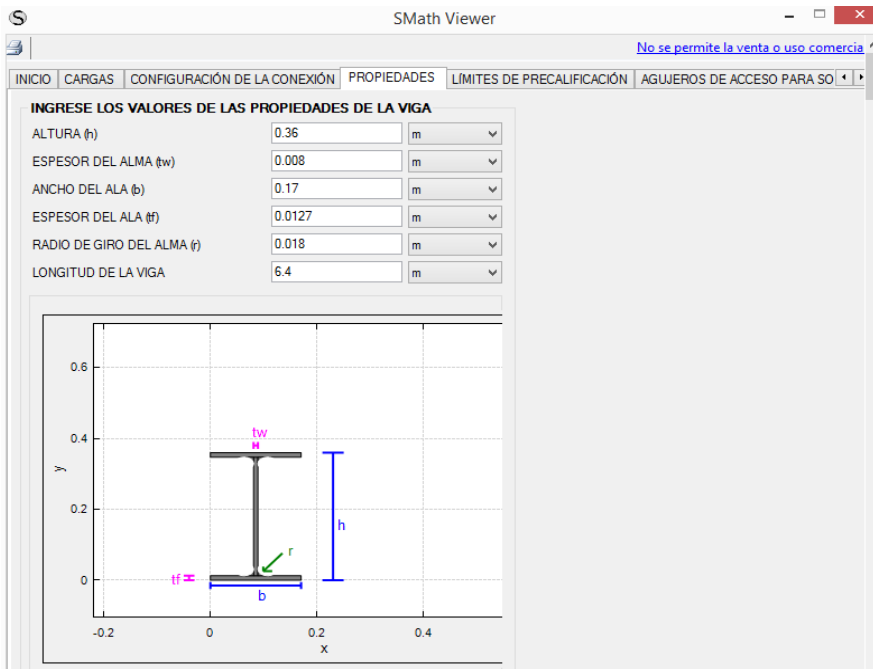 SMath Viewer
No se permite la venta o uso comercia
INICIO CARGAS CONFIGURACIÓN DE LA CONEXIÓN PROPIEDADES LÍMITES DE PRECALIFICACIÓN AGUJEROS DE ACCESO PARA SO
INGRESE LOS VALORES DE LAS PROPIEDADES DE LA VIGA
ALTURA (h) 0.36 m
ESPESOR DEL ALMA (tw) 0.008 m
ANCHO DEL ALA (b) 0.17 m
ESPESOR DEL ALA (tf) 0.0127 m
RADIO DE GIRO DEL ALMA (r) 0.018 m
LONGITUD DE LA VIGA 6.4 m
0.6
0.4
tw
y
0.2
h
r
0
tf
b
-0.2 0 0.2 0.4
x